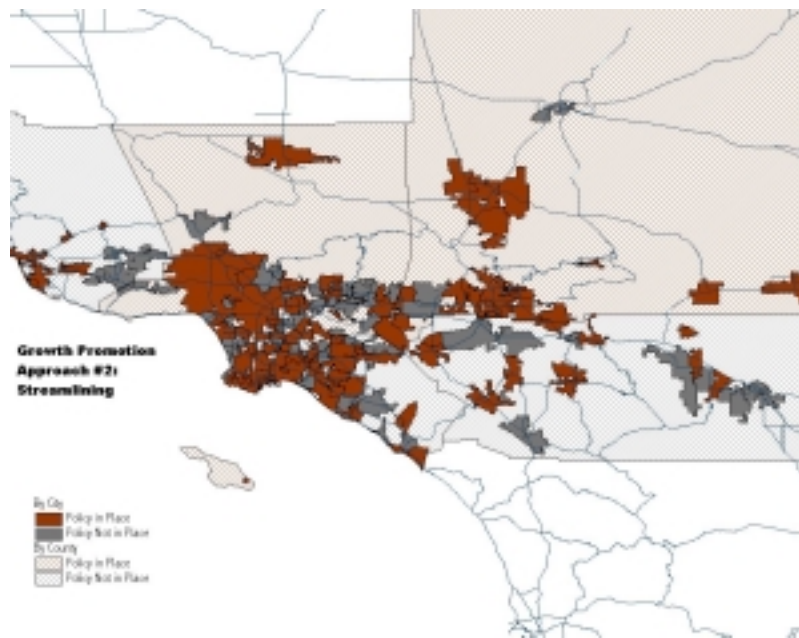 Growth Promotion
Approach #2:
Streamlining
By City
Policy in Place
Policy Not in Place
By County
Policy in Place
Policy Not in Place